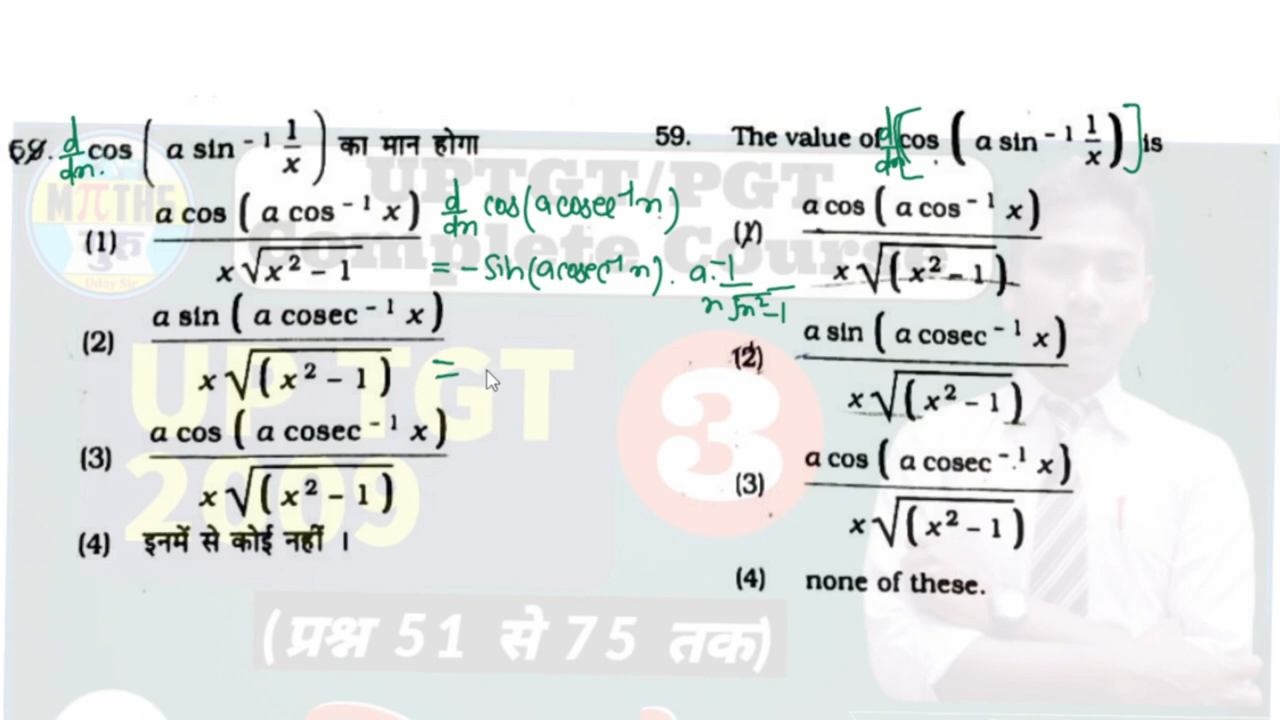 59. d/dx cos ( a sin⁻¹ 1/x ) का मान होगा
(1) a cos ( a cos⁻¹ x ) / x √x² − 1
(2) a sin ( a cosec⁻¹ x ) / x √( x² − 1 )
(3) a cos ( a cosec⁻¹ x ) / x √( x² − 1 )
(4) इनमें से कोई नहीं ।
d/dx cos(a cosec⁻¹x)
= − Sin(a cosec⁻¹x). a. −1 / x √x²−1
=
59. The value of d/dx [cos ( a sin⁻¹ 1/x )] is
(1) a cos ( a cos⁻¹ x ) / x √( x² − 1 )
(2) a sin ( a cosec⁻¹ x ) / x √( x² − 1 )
(3) a cos ( a cosec⁻¹ x ) / x √( x² − 1 )
(4) none of these.
UPTGT/PGT
Complete Course
UP TGT
2009
3
(प्रश्न 51 से 75 तक)
MπTHE
गुरु
Uday Sir